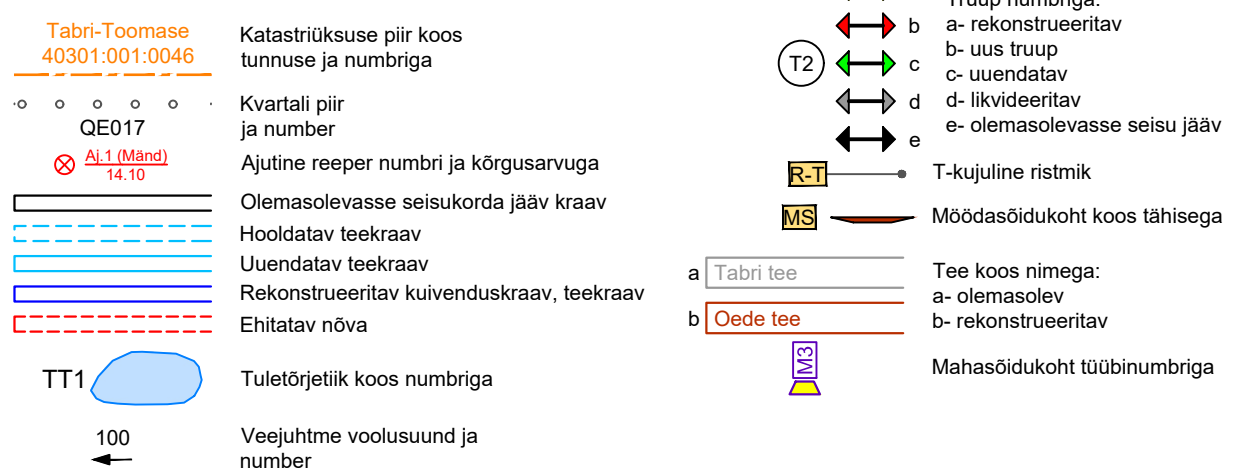 Tabri-Toomase
40301:001:0046
Katastriüksuse piir koos
tunnuse ja numbriga
QE017
Kvartali piir
ja number
Aj.1 (Mänd)
14.10
Ajutine reeper numbri ja kõrgusarvuga
Olemasolevasse seisukorda jääv kraav
Hooldatav teekraav
Uuendatav teekraav
Rekonstrueeritav kuivenduskraav, teekraav
Ehitatav nõva
TT1
Tuletõrjetiik koos numbriga
100
Veejuhtme voolusuund ja
number
Truup numbriga:
T2
b
c
d
e
a- rekonstrueeritav
b- uus truup
c- uuendatav
d- likvideeritav
e- olemasolevasse seisu jääv
R-T
T-kujuline ristmik
MS
Möödasõidukoht koos tähisega
a
Tabri tee
b
Oede tee
Tee koos nimega:
a- olemasolev
b- rekonstrueeritav
M3
Mahasõidukoht tüübinumbriga